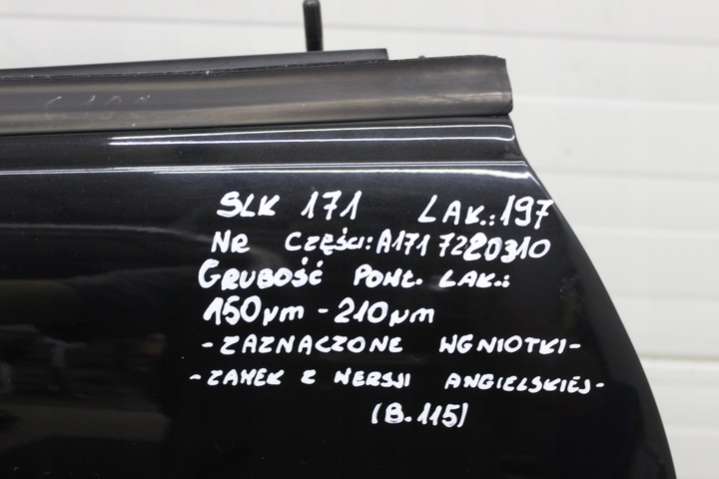 SLK 171 LAK.: 197
NR CZĘŚCI: A171 7220310
GRUBOŚĆ POWŁ. LAK.:
150µm - 210µm
- ZAZNACZONE WGNIOTKI -
- ZAMEK Z WERSJI ANGIELSKIEJ -
(B.115)